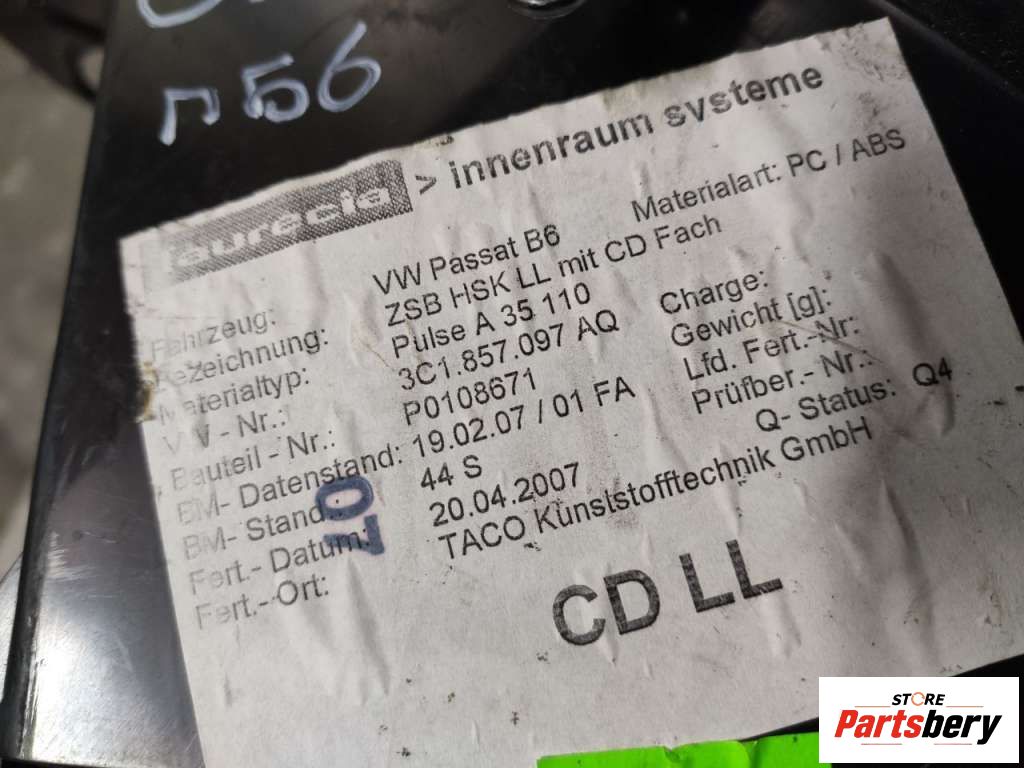 п56
faurecia > innenraum systeme
Fahrzeug: VW Passat B6 Materialart: PC / ABS
Bezeichnung: ZSB HSK LL mit CD Fach
Materialtyp: Pulse A 35 110 Charge:
VW - Nr.: 3C1.857.097 AQ Gewicht [g]:
Bauteil - Nr.: P0108671 Lfd. Fert.-Nr:
BM- Datenstand: 19.02.07 / 01 FA Prüfber.- Nr.:
BM- Stand: 44 S Q- Status: Q4
Fert.- Datum: 20.04.2007
Fert.- Ort: TACO Kunststofftechnik GmbH
07
CD LL
STORE
Partsbery